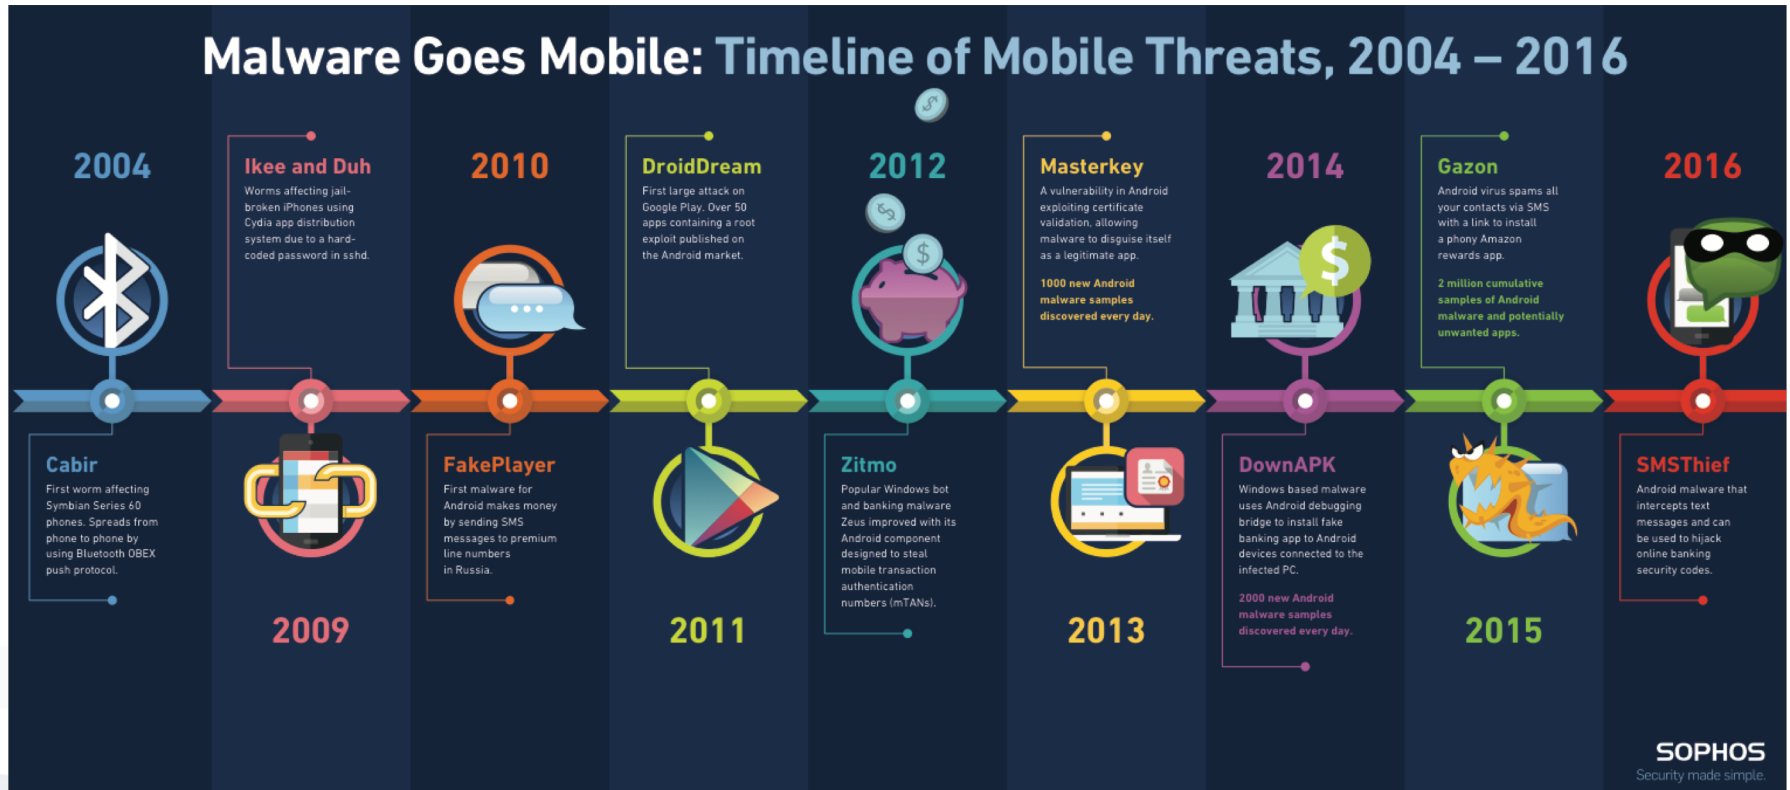 Malware Goes Mobile: Timeline of Mobile Threats, 2004 – 2016
2004
Cabir
First worm affecting
Symbian Series 60
phones. Spreads from
phone to phone by
using Bluetooth OBEX
push protocol.
Ikee and Duh
Worms affecting jail-
broken iPhones using
Cydia app distribution
system due to a hard-
coded password in sshd.
2009
2010
FakePlayer
First malware for
Android makes money
by sending SMS
messages to premium
line numbers
in Russia.
DroidDream
First large attack on
Google Play. Over 50
apps containing a root
exploit published on
the Android market.
2011
2012
$
$
$
Zitmo
Popular Windows bot
and banking malware
Zeus improved with its
Android component
designed to steal
mobile transaction
authentication
numbers (mTANs).
Masterkey
A vulnerability in Android
exploiting certificate
validation, allowing
malware to disguise itself
as a legitimate app.
1000 new Android
malware samples
discovered every day.
2013
2014
$
DownAPK
Windows based malware
uses Android debugging
bridge to install fake
banking app to Android
devices connected to the
infected PC.
2000 new Android
malware samples
discovered every day.
Gazon
Android virus spams all
your contacts via SMS
with a link to install
a phony Amazon
rewards app.
2 million cumulative
samples of Android
malware and potentially
unwanted apps.
2015
2016
SMSThief
Android malware that
intercepts text
messages and can
be used to hijack
online banking
security codes.
SOPHOS
Security made simple.